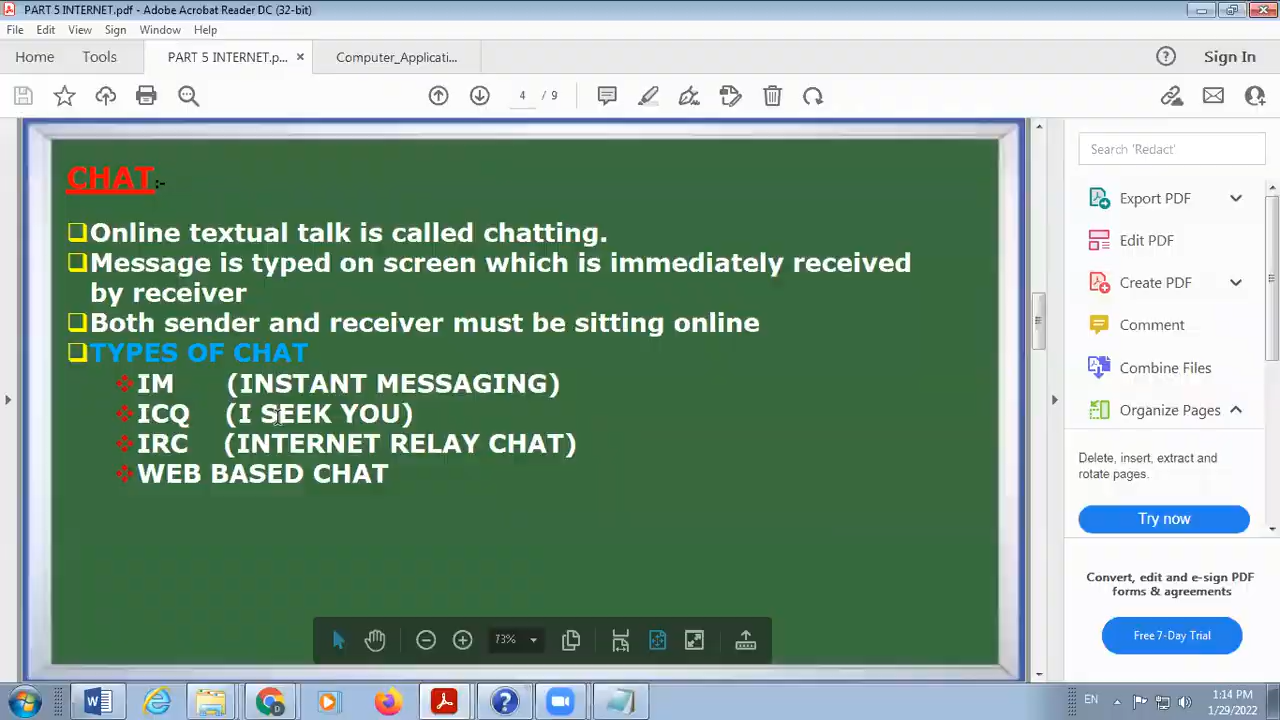 PART 5 INTERNET.pdf - Adobe Acrobat Reader DC (32-bit)
File Edit View Sign Window Help
Home Tools PART 5 INTERNET.p... × Computer_Applicati... Sign In
4 / 9
CHAT:-
Online textual talk is called chatting.
Message is typed on screen which is immediately received
by receiver
Both sender and receiver must be sitting online
TYPES OF CHAT
IM (INSTANT MESSAGING)
ICQ (I SEEK YOU)
IRC (INTERNET RELAY CHAT)
WEB BASED CHAT
73%
Search 'Redact'
Export PDF
Edit PDF
Create PDF
Comment
Combine Files
Organize Pages
Delete, insert, extract and
rotate pages.
Try now
Convert, edit and e-sign PDF
forms & agreements
Free 7-Day Trial
EN
1:14 PM
1/29/2022